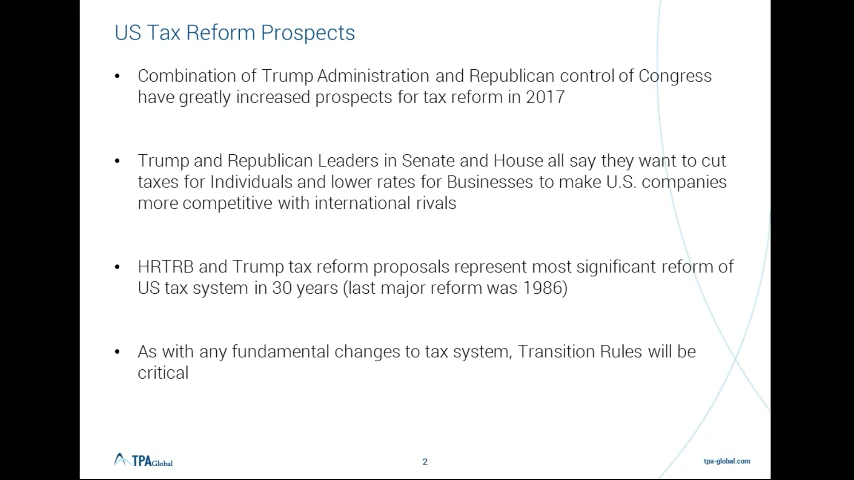 US Tax Reform Prospects
• Combination of Trump Administration and Republican control of Congress
have greatly increased prospects for tax reform in 2017
• Trump and Republican Leaders in Senate and House all say they want to cut
taxes for Individuals and lower rates for Businesses to make U.S. companies
more competitive with international rivals
• HRTRB and Trump tax reform proposals represent most significant reform of
US tax system in 30 years (last major reform was 1986)
• As with any fundamental changes to tax system, Transition Rules will be
critical
TPAGlobal
2
tpa-global.com